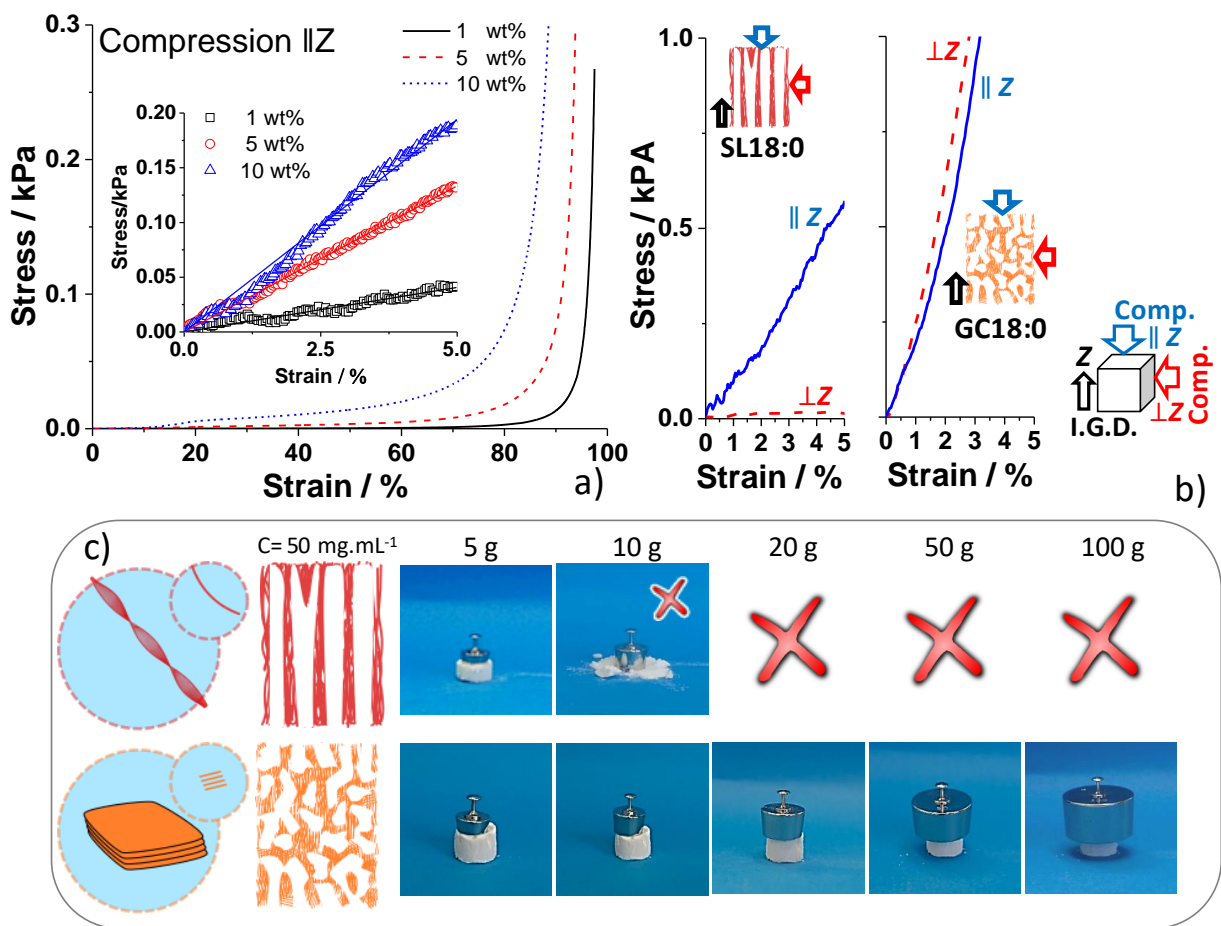 Compression ‖Z
1 wt%
5 wt%
10 wt%
Stress / kPa
0.3
0.2
0.1
0.0
0 20 40 60 80 100
Strain / %
a)
1 wt%
5 wt%
10 wt%
Stress/kPa
0.20
0.15
0.10
0.05
0.00
0.0 2.5 5.0
Strain / %
b)
Stress / kPA
1.0
0.5
0.0
SL18:0
‖ Z
⊥Z
0 1 2 3 4 5
Strain / %
⊥Z
‖ Z
GC18:0
0 1 2 3 4 5
Strain / %
Comp.
‖ Z
Z
Comp.
⊥Z
I.G.D.
c)
C= 50 mg.mL⁻¹ 5 g 10 g 20 g 50 g 100 g